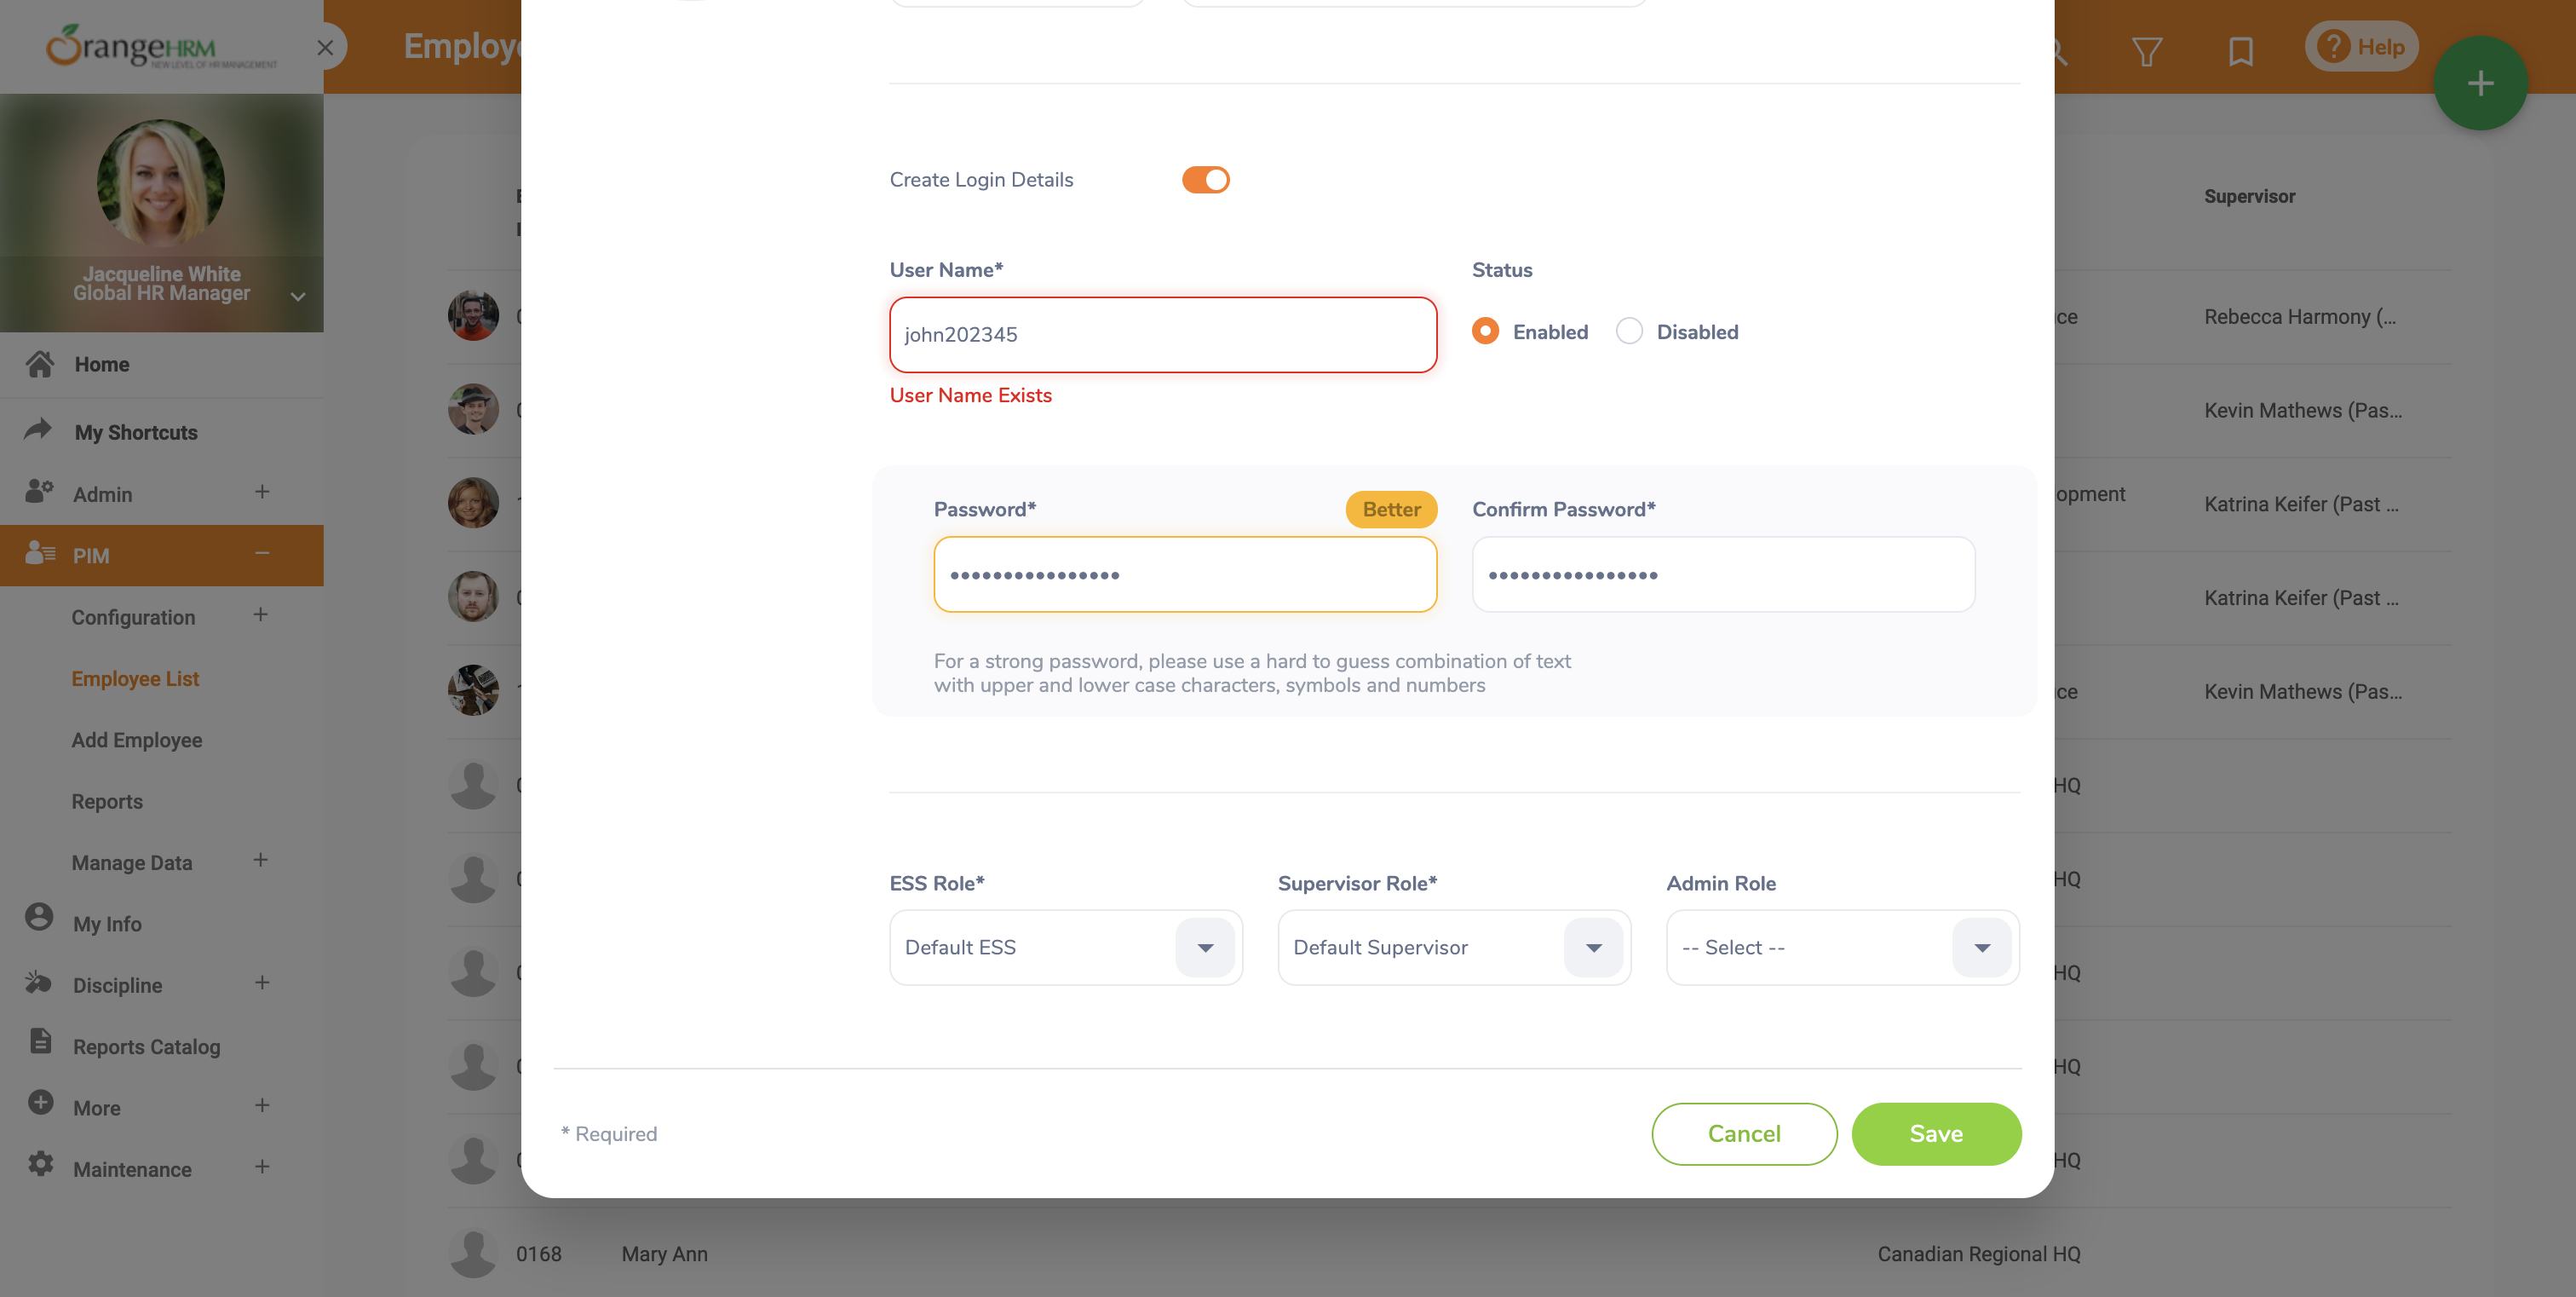 OrangeHRM
NEW LEVEL OF HR MANAGEMENT
Help
Jacqueline White
Global HR Manager
Home
My Shortcuts
Admin
PIM
Configuration
Employee List
Add Employee
Reports
Manage Data
My Info
Discipline
Reports Catalog
More
Maintenance
Create Login Details
User Name*
Status
john202345
Enabled
Disabled
User Name Exists
Password*
Better
Confirm Password*
For a strong password, please use a hard to guess combination of text
with upper and lower case characters, symbols and numbers
ESS Role*
Supervisor Role*
Admin Role
Default ESS
Default Supervisor
-- Select --
* Required
Cancel
Save
Supervisor
Rebecca Harmony (...
Kevin Mathews (Pas...
Katrina Keifer (Past ...
Katrina Keifer (Past ...
Kevin Mathews (Pas...
HQ
HQ
HQ
HQ
HQ
0168 Mary Ann Canadian Regional HQ